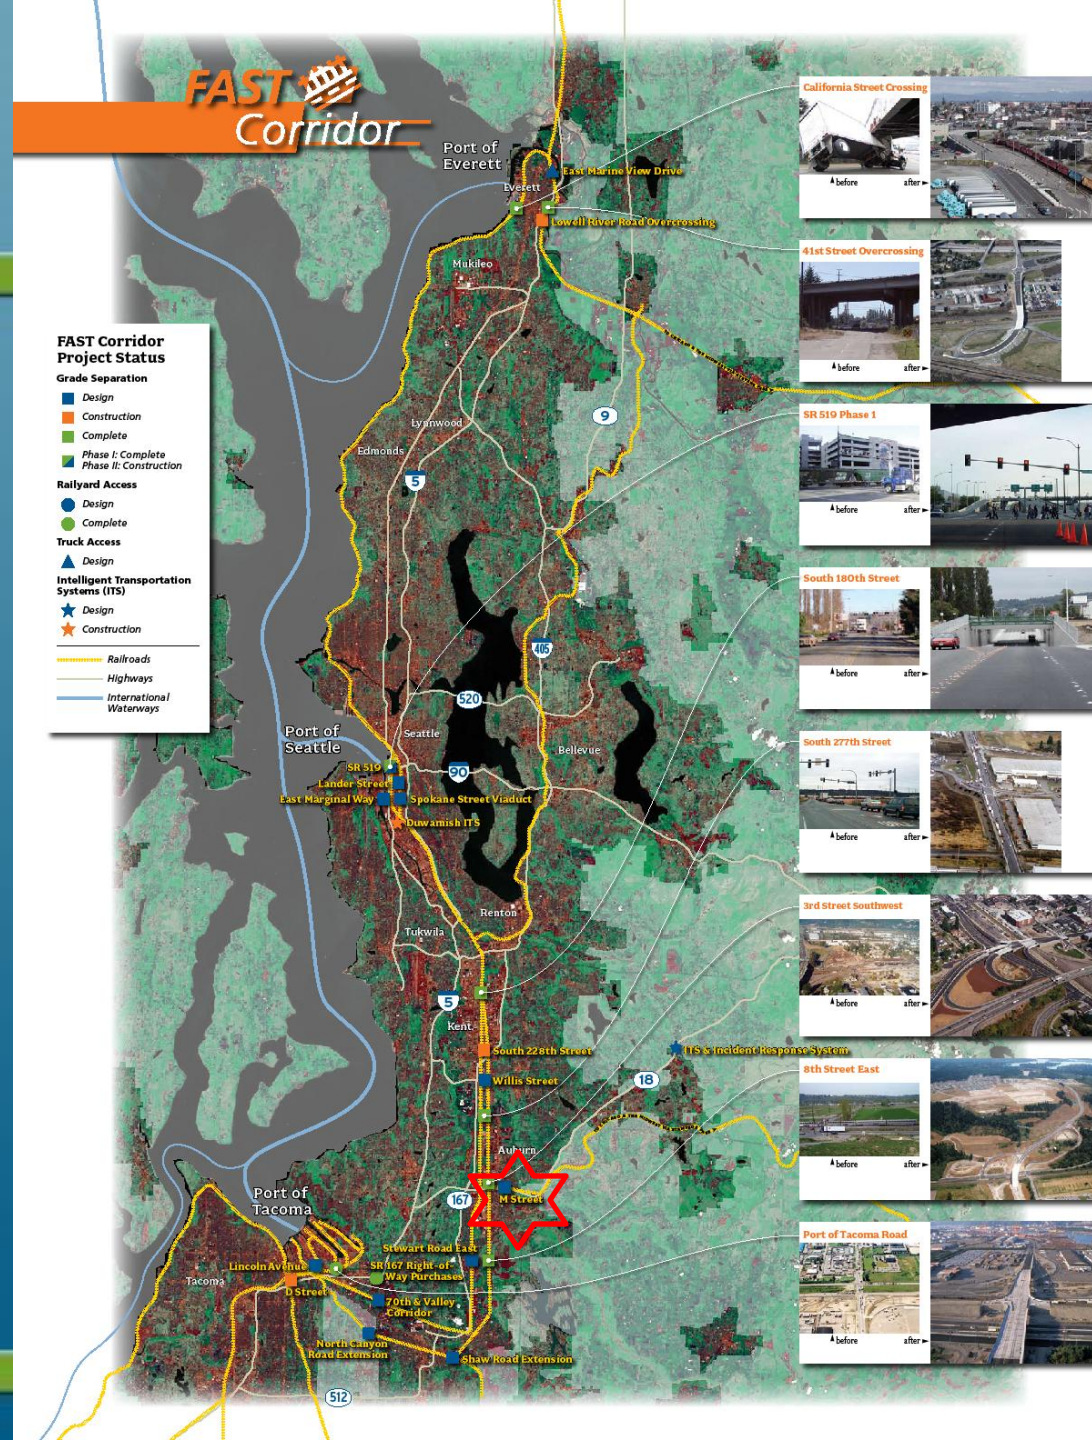 FAST
Corridor
Port of
Everett
Everett
East Marine View Drive
Lowell River Road Overcrossing
Mukilteo
FAST Corridor
Project Status
Grade Separation
Design
Construction
Complete
Phase I: Complete
Phase II: Construction
Railyard Access
Design
Complete
Truck Access
Design
Intelligent Transportation
Systems (ITS)
Design
Construction
Railroads
Highways
International
Waterways
9
Lynnwood
Edmonds
5
405
520
Port of
Seattle
Seattle
Bellevue
90
SR 519
Lander Street
East Marginal Way
Spokane Street Viaduct
Duwamish ITS
Renton
Tukwila
5
Kent
South 228th Street
ITS & Incident Response System
Willis Street
18
Auburn
167
M Street
Port of
Tacoma
Stewart Road East
Lincoln Avenue
SR 167 Right-of-
Way Purchases
Tacoma
D Street
70th & Valley
Corridor
North Canyon
Road Extension
Shaw Road Extension
512
California Street Crossing
before
after
41st Street Overcrossing
before
after
SR 519 Phase 1
before
after
South 180th Street
before
after
South 277th Street
before
after
3rd Street Southwest
before
after
8th Street East
before
after
Port of Tacoma Road
before
after